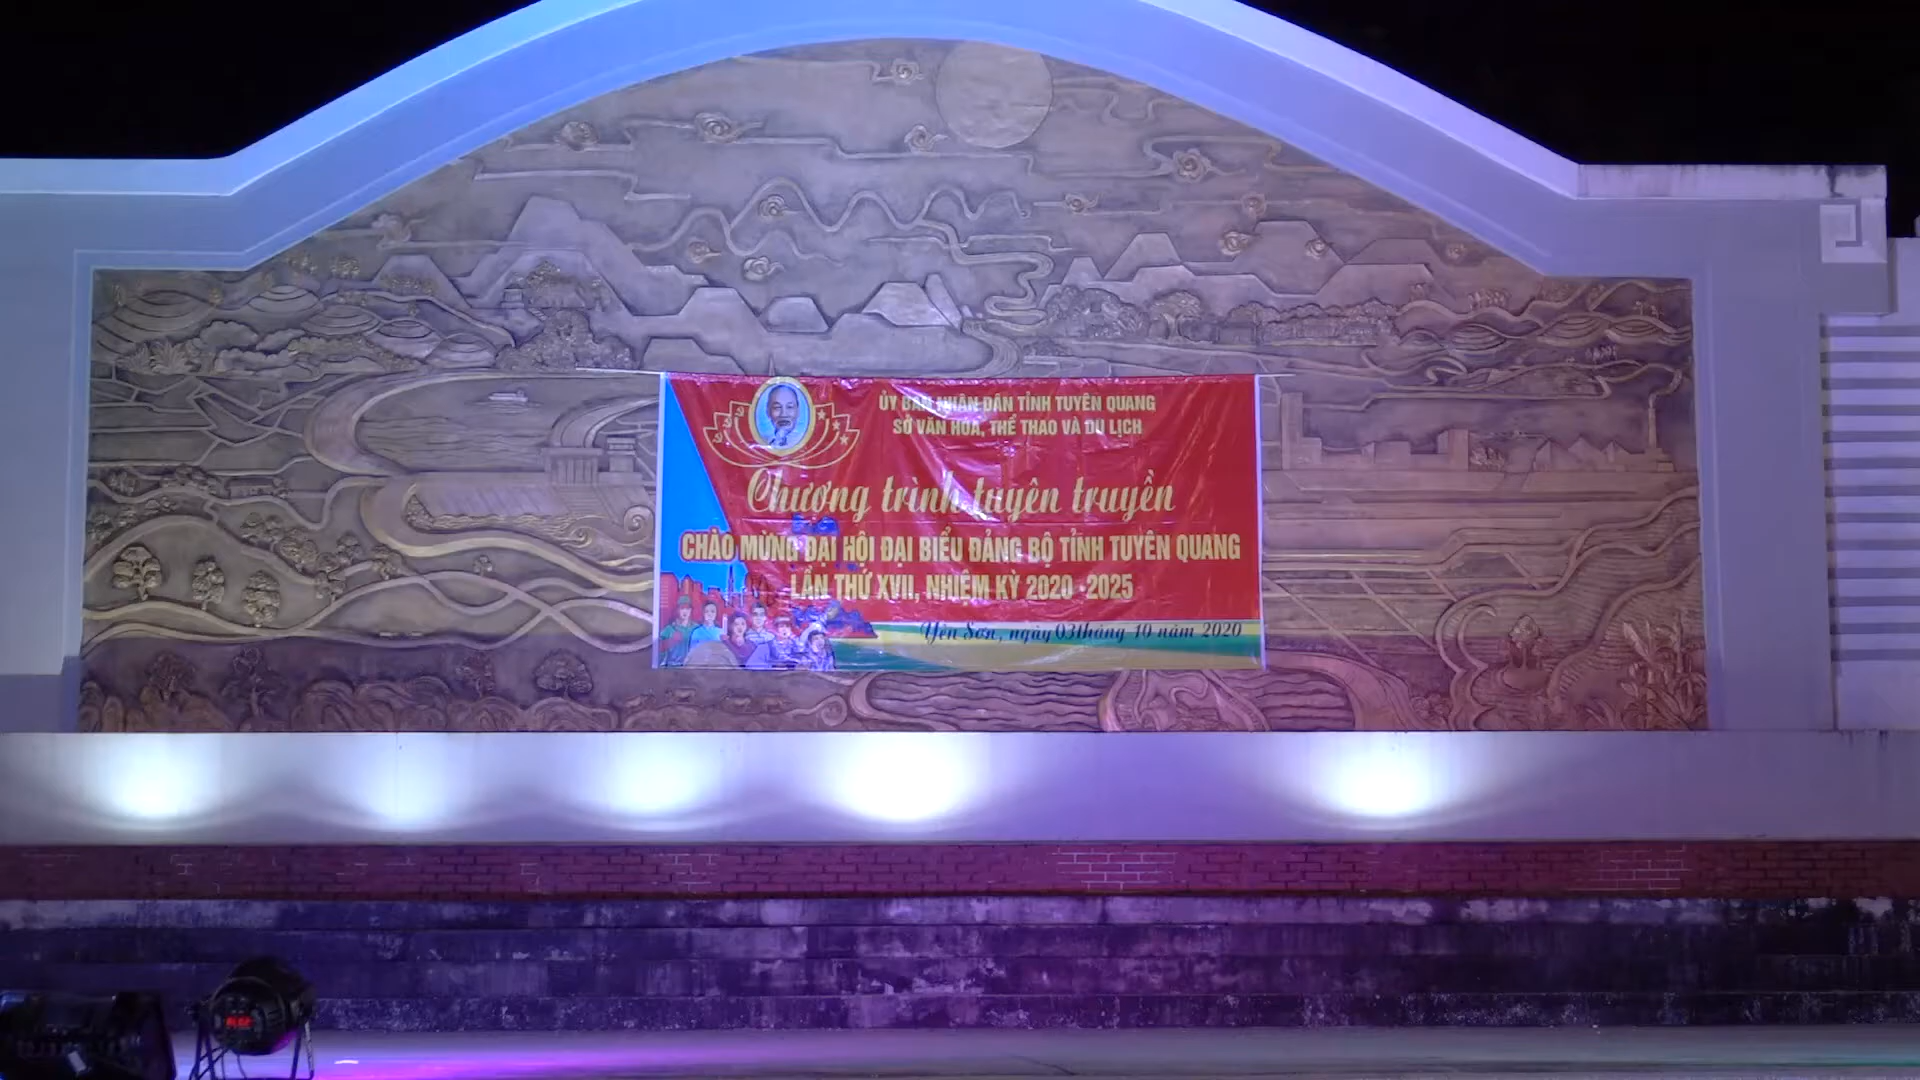 ỦY BAN NHÂN DÂN TỈNH TUYÊN QUANG
SỞ VĂN HÓA, THỂ THAO VÀ DU LỊCH
Chương trình tuyên truyền
CHÀO MỪNG ĐẠI HỘI ĐẠI BIỂU ĐẢNG BỘ TỈNH TUYÊN QUANG
LẦN THỨ XVII, NHIỆM KỲ 2020 -2025
Yên Sơn, ngày 03 tháng 10 năm 2020